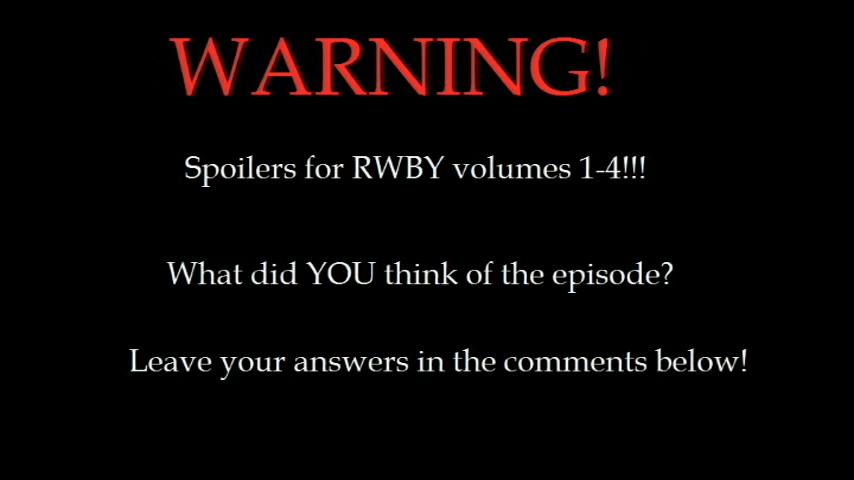 WARNING!
Spoilers for RWBY volumes 1-4!!!
What did YOU think of the episode?
Leave your answers in the comments below!